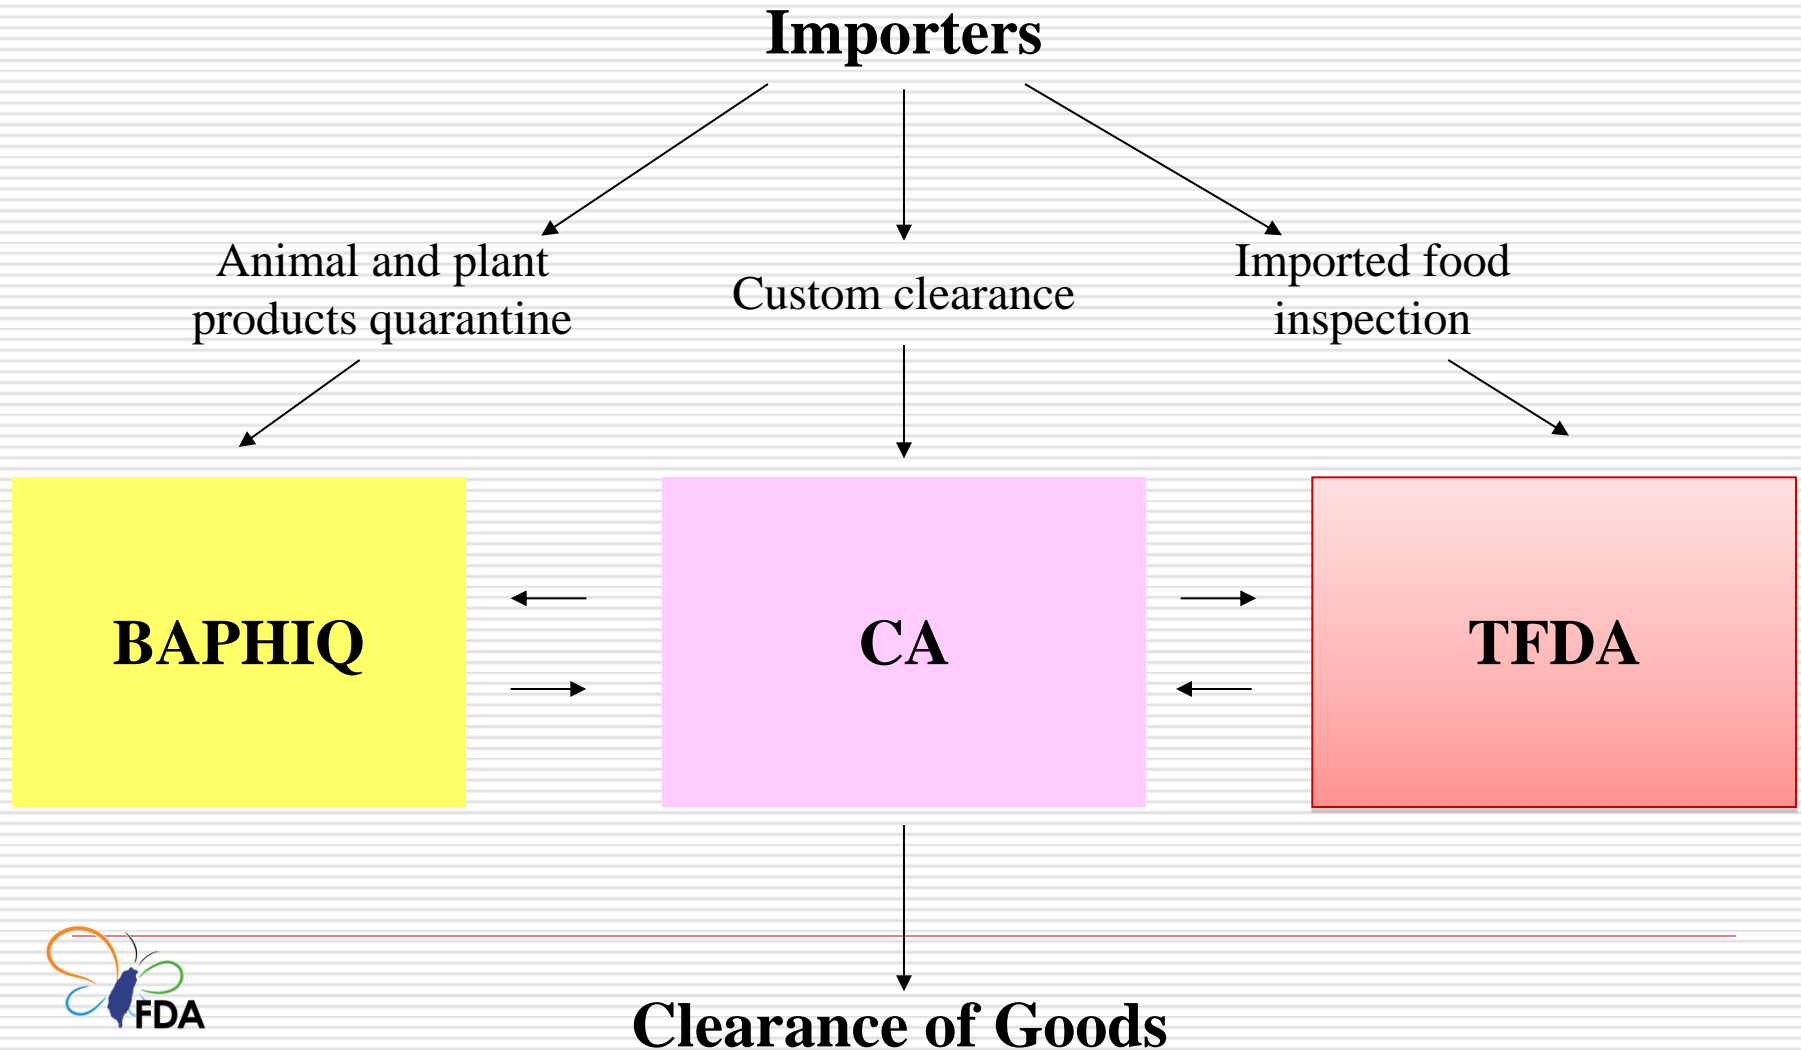 Importers
Animal and plant
products quarantine
Custom clearance
Imported food
inspection
BAPHIQ
CA
TFDA
FDA
Clearance of Goods